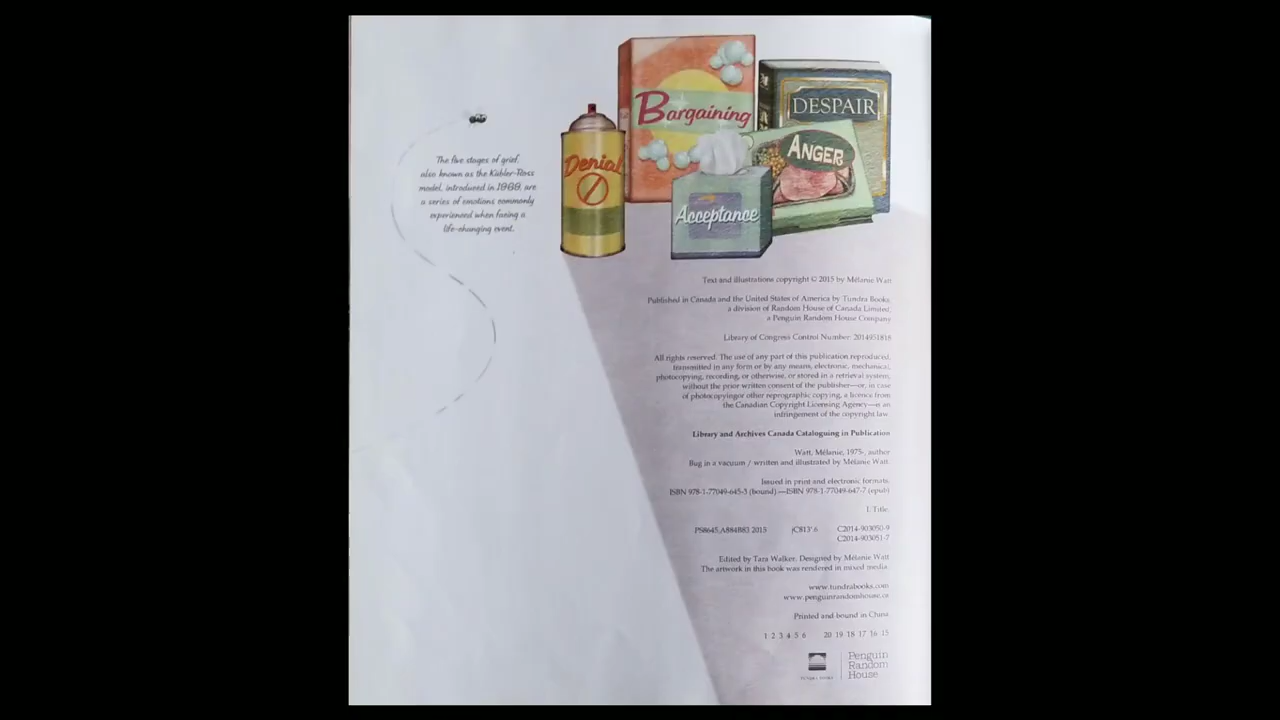 Bargaining
DESPAIR
Denial
ANGER
Acceptance
The five stages of grief,
also known as the Kübler-Ross
model, introduced in 1969, are
a series of emotions commonly
experienced when facing a
life-changing event.
Text and illustrations copyright © 2015 by Mélanie Watt
Published in Canada and the United States of America by Tundra Books,
a division of Random House of Canada Limited,
a Penguin Random House Company
Library of Congress Control Number: 2014951818
All rights reserved. The use of any part of this publication reproduced,
transmitted in any form or by any means, electronic, mechanical,
photocopying, recording, or otherwise, or stored in a retrieval system,
without the prior written consent of the publisher—or, in case
of photocopying or other reprographic copying, a licence from
the Canadian Copyright Licensing Agency—is an
infringement of the copyright law.
Library and Archives Canada Cataloguing in Publication
Watt, Mélanie, 1975-, author
Bug in a vacuum / written and illustrated by Mélanie Watt.
Issued in print and electronic formats.
ISBN 978-1-77049-645-3 (bound).—ISBN 978-1-77049-647-7 (epub)
I. Title.
PS8645.A884B83 2015 jC813'.6 C2014-903050-9
C2014-903051-7
Edited by Tara Walker. Designed by Mélanie Watt
The artwork in this book was rendered in mixed media.
www.tundrabooks.com
www.penguinrandomhouse.ca
Printed and bound in China
1 2 3 4 5 6 20 19 18 17 16 15
Penguin
Random
House
TUNDRA BOOKS